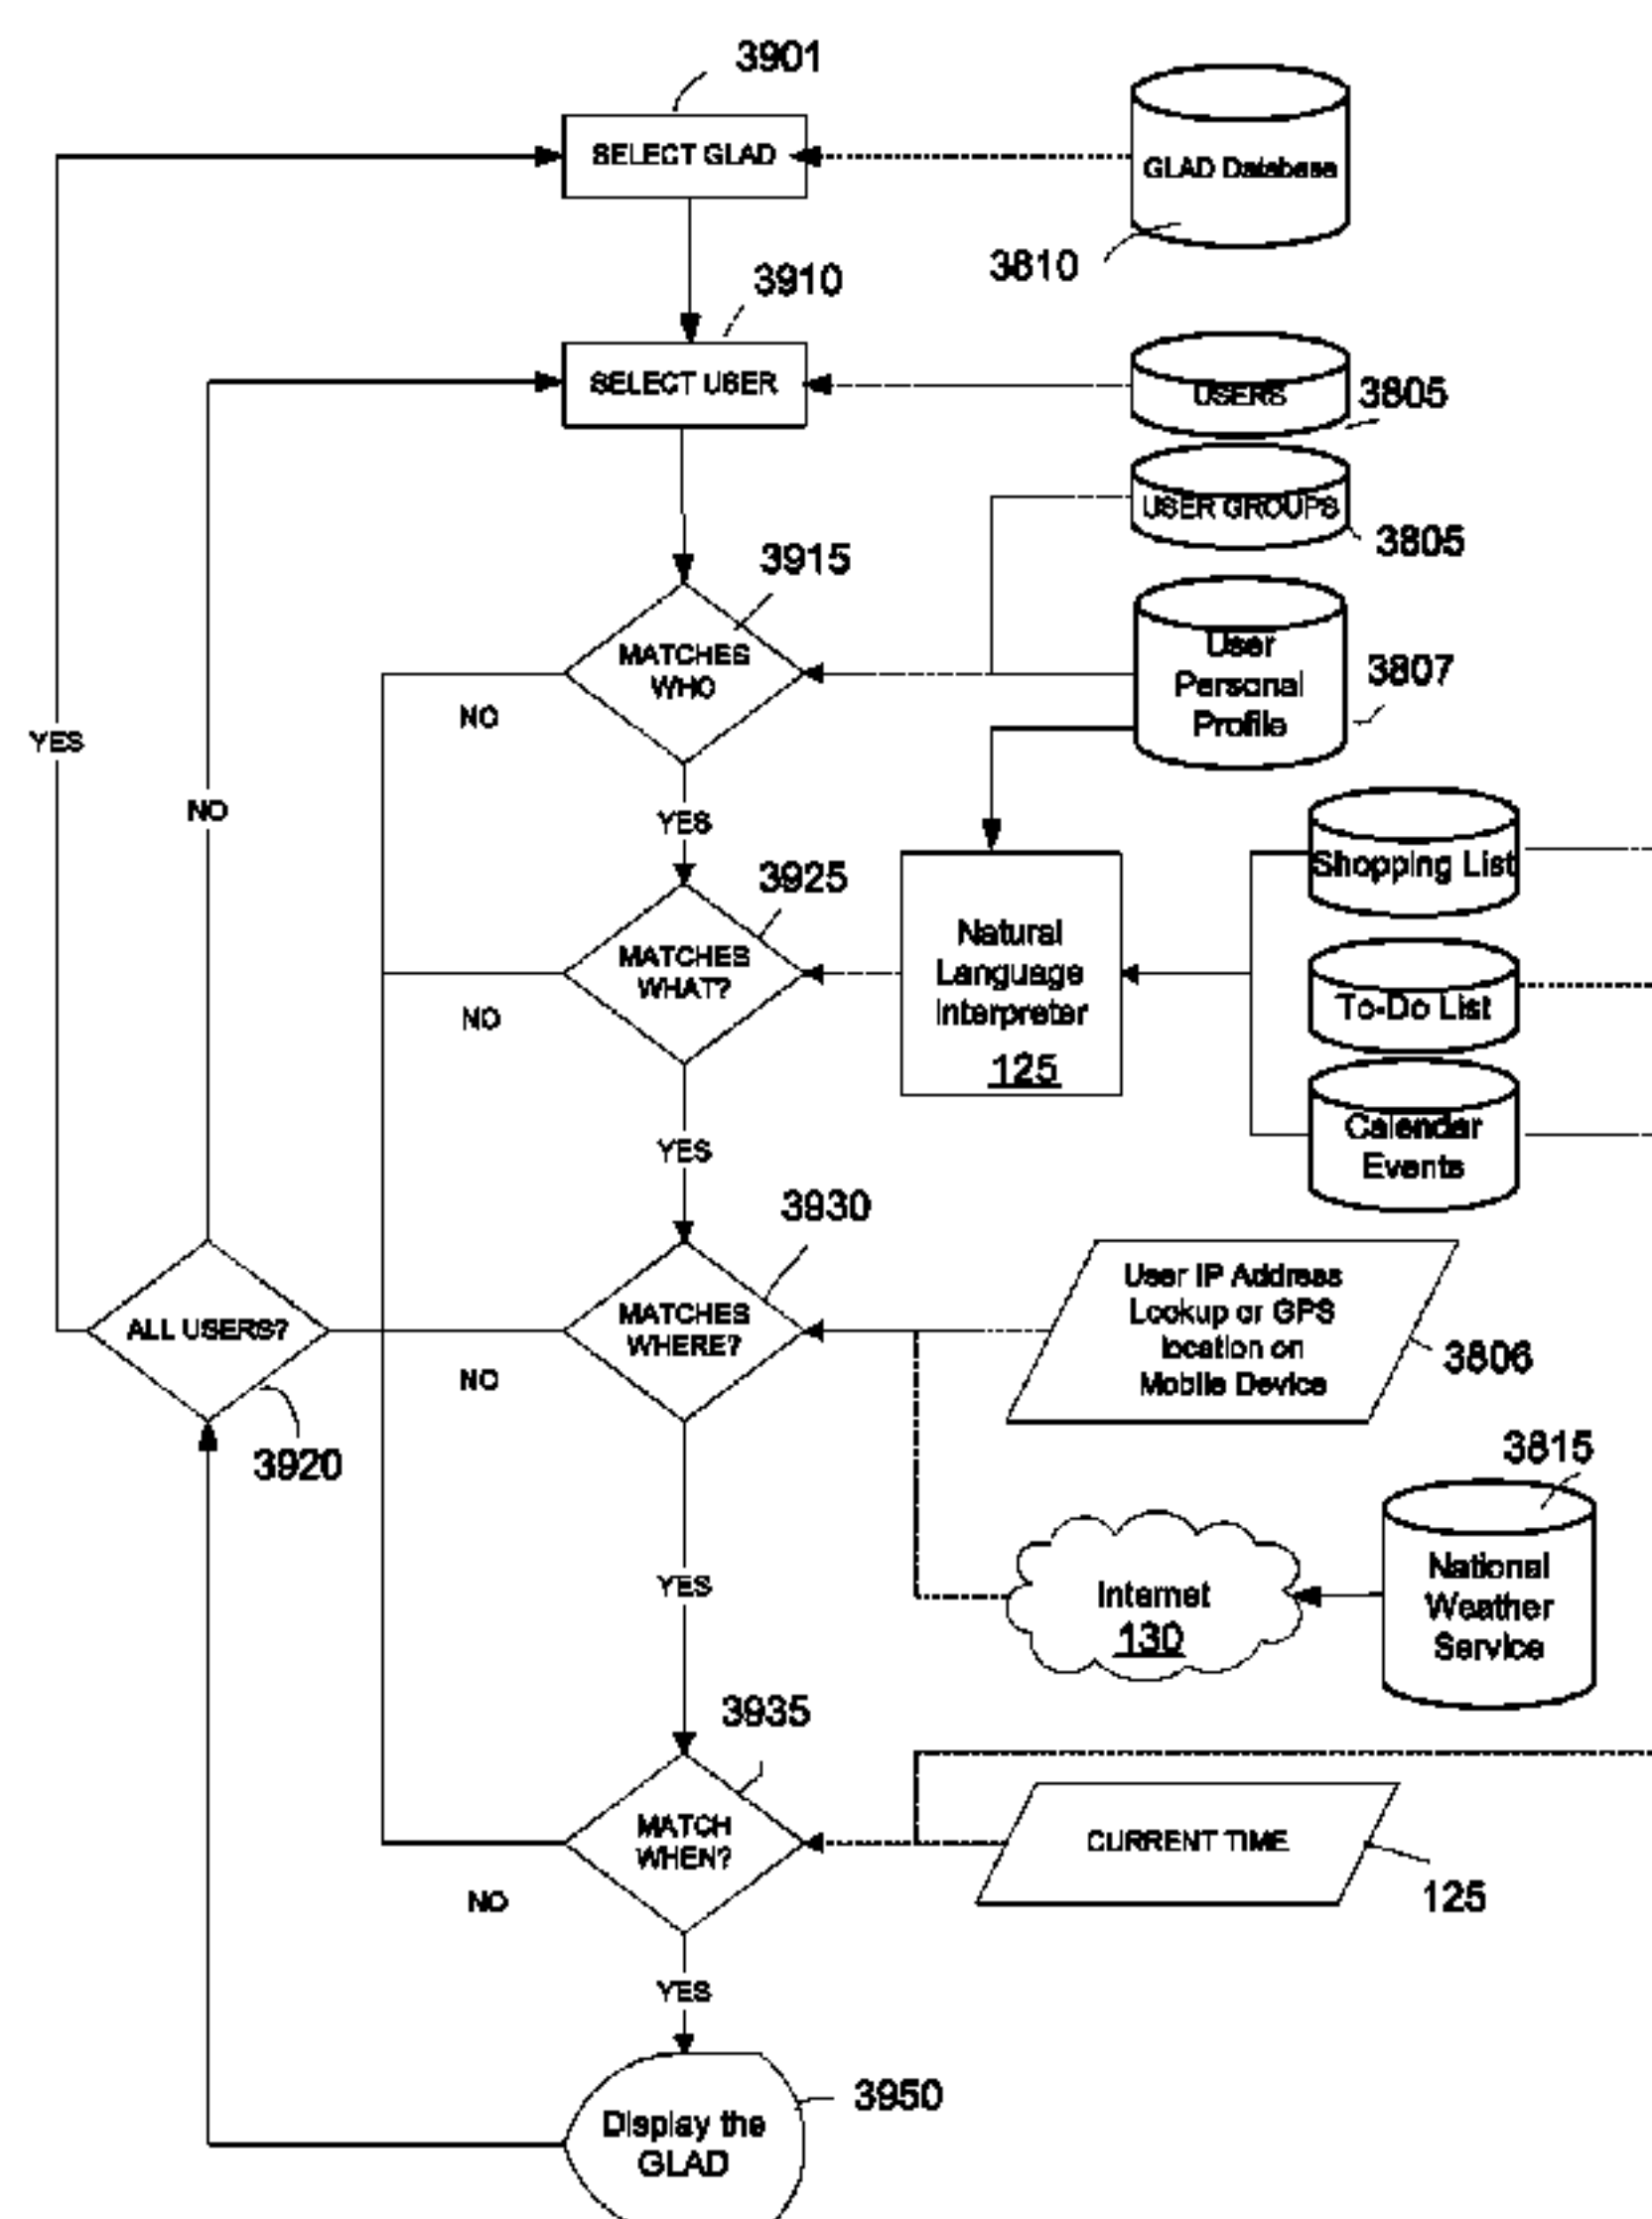 3901
SELECT GLAD
GLAD Database
3810
3910
SELECT USER
USERS
3805
USER GROUPS
3805
3915
MATCHES
WHO
User
Personal
Profile
3807
NO
YES
NO
YES
3925
MATCHES
WHAT?
NO
Natural
Language
Interpreter
125
Shopping List
To-Do List
Calendar
Events
YES
3930
MATCHES
WHERE?
NO
ALL USERS?
3920
User IP Address
Lookup or GPS
location on
Mobile Device
3806
3815
National
Weather
Service
Internet
130
YES
3935
MATCH
WHEN?
NO
CURRENT TIME
125
YES
Display the
GLAD
3950